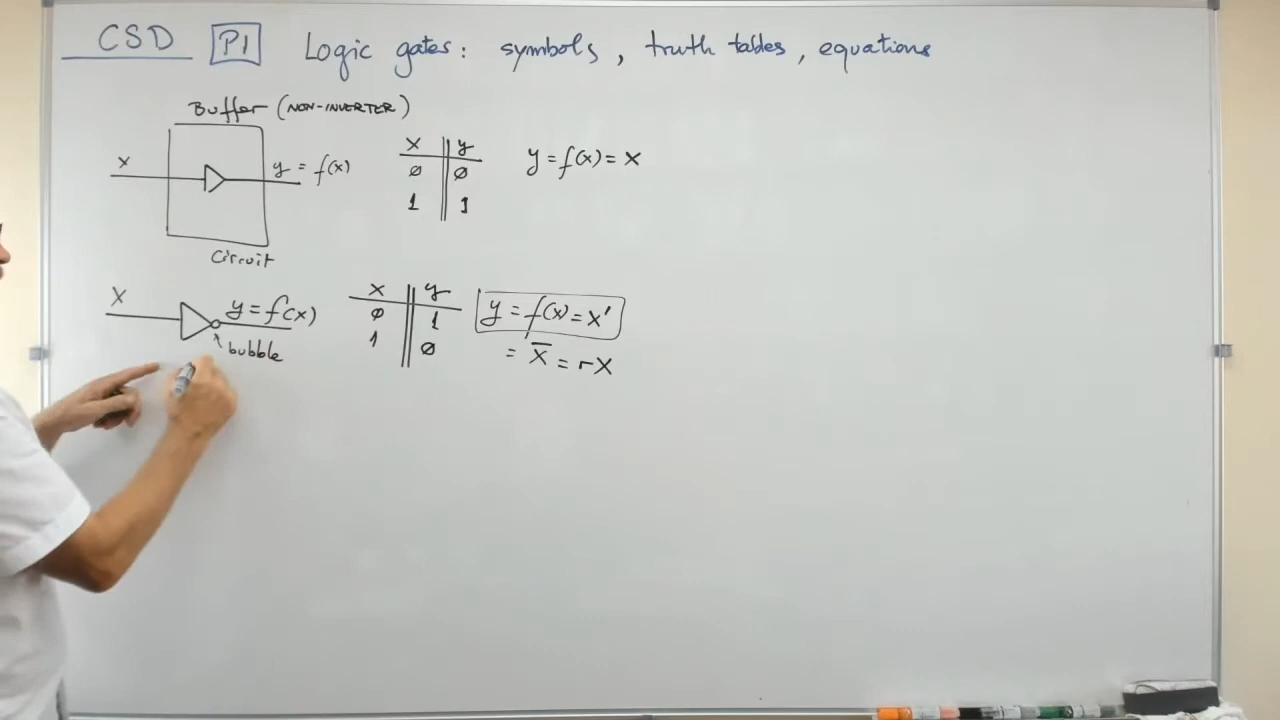 CSD P1 Logic gates: symbols, truth tables, equations
Buffer (NON-INVERTER)
x y = f(x)
x y
0 0
1 1
y = f(x) = x
Circuit
x y = f(x)
bubble
x y
0 1
1 0
y = f(x) = x'
= x̅ = ¬x